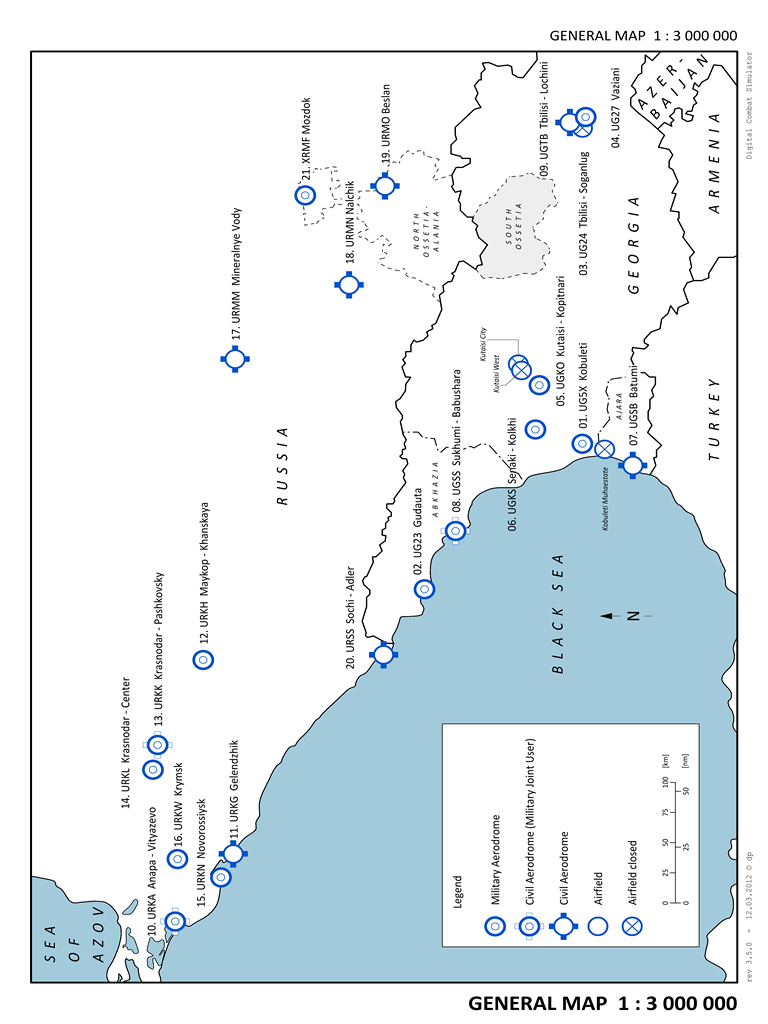 GENERAL MAP 1 : 3 000 000
Digital Combat Simulator
SEA
OF
AZOV
10. URKA Anapa - Vityazevo
14. URKL Krasnodar - Center
13. URKK Krasnodar - Pashkovsky
16. URKW Krymsk
15. URKN Novorossiysk
11. URKG Gelendzhik
12. URKH Maykop - Khanskaya
17. URMM Mineralnye Vody
RUSSIA
21. XRMF Mozdok
18. URMN Nalchik
19. URMO Beslan
NORTH
OSSETIA-
ALANIA
SOUTH
OSSETIA
20. URSS Sochi - Adler
02. UG23 Gudauta
ABKHAZIA
08. UGSS Sukhumi - Babushara
Kutaisi City
Kutaisi West
06. UGKS Senaki - Kolkhi
05. UGKO Kutaisi - Kopitnari
01. UG5X Kobuleti
Kobuleti Muhaestate
AJARA
07. UGSB Batumi
09. UGTB Tbilisi - Lochini
03. UG24 Tbilisi - Soganlug
04. UG27 Vaziani
GEORGIA
AZER-
BAIJAN
ARMENIA
TURKEY
BLACK SEA
N
Legend
Military Aerodrome
Civil Aerodrome (Military Joint User)
Civil Aerodrome
Airfield
Airfield closed
0 25 50 75 100 [km]
0 25 50 [nm]
rev 3.5.0 - 12.03.2012 © dp
GENERAL MAP 1 : 3 000 000